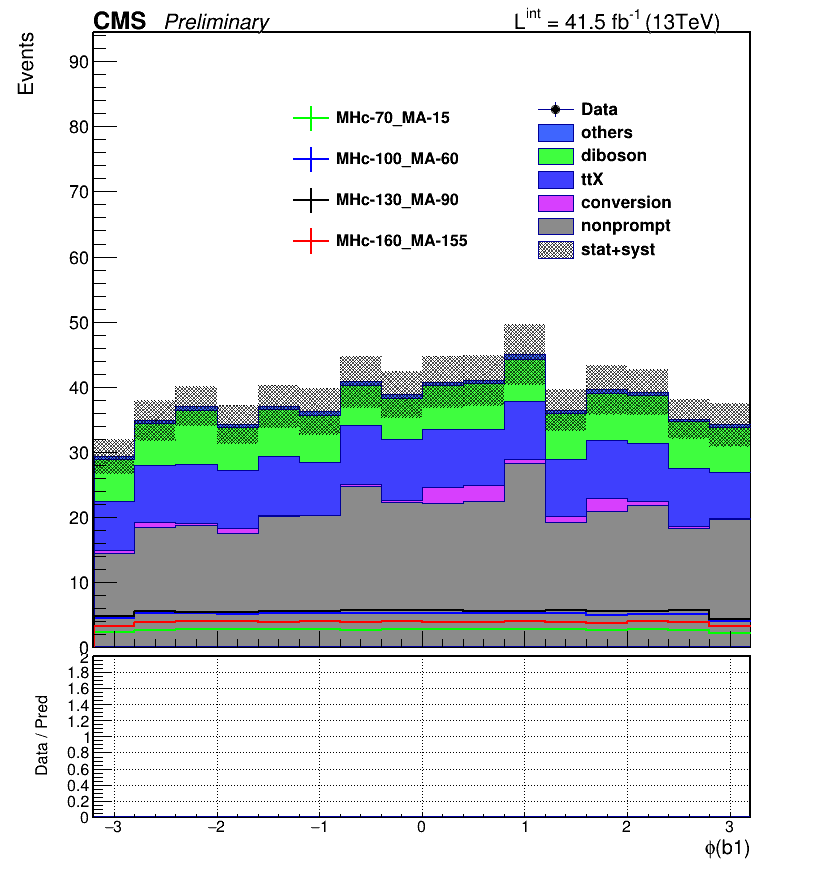 CMS Preliminary L^int = 41.5 fb^-1 (13TeV)
Events
90
80
70
60
50
40
30
20
10
0
MHc-70_MA-15
MHc-100_MA-60
MHc-130_MA-90
MHc-160_MA-155
Data
others
diboson
ttX
conversion
nonprompt
stat+syst
Data / Pred
2
1.8
1.6
1.4
1.2
1
0.8
0.6
0.4
0.2
0
−3 −2 −1 0 1 2 3
ϕ(b1)